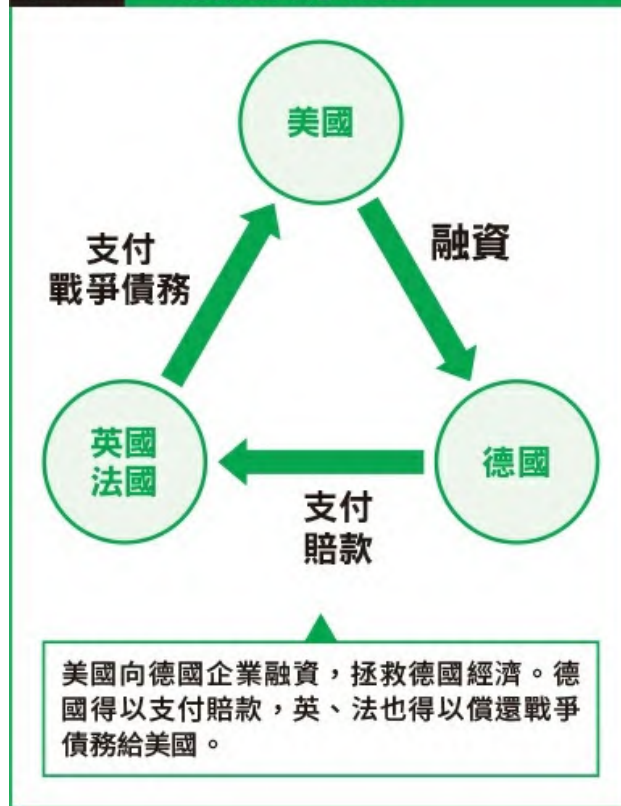 美國
支付
戰爭債務
融資
英國
法國
德國
支付
賠款
美國向德國企業融資，拯救德國經濟。德
國得以支付賠款，英、法也得以償還戰爭
債務給美國。